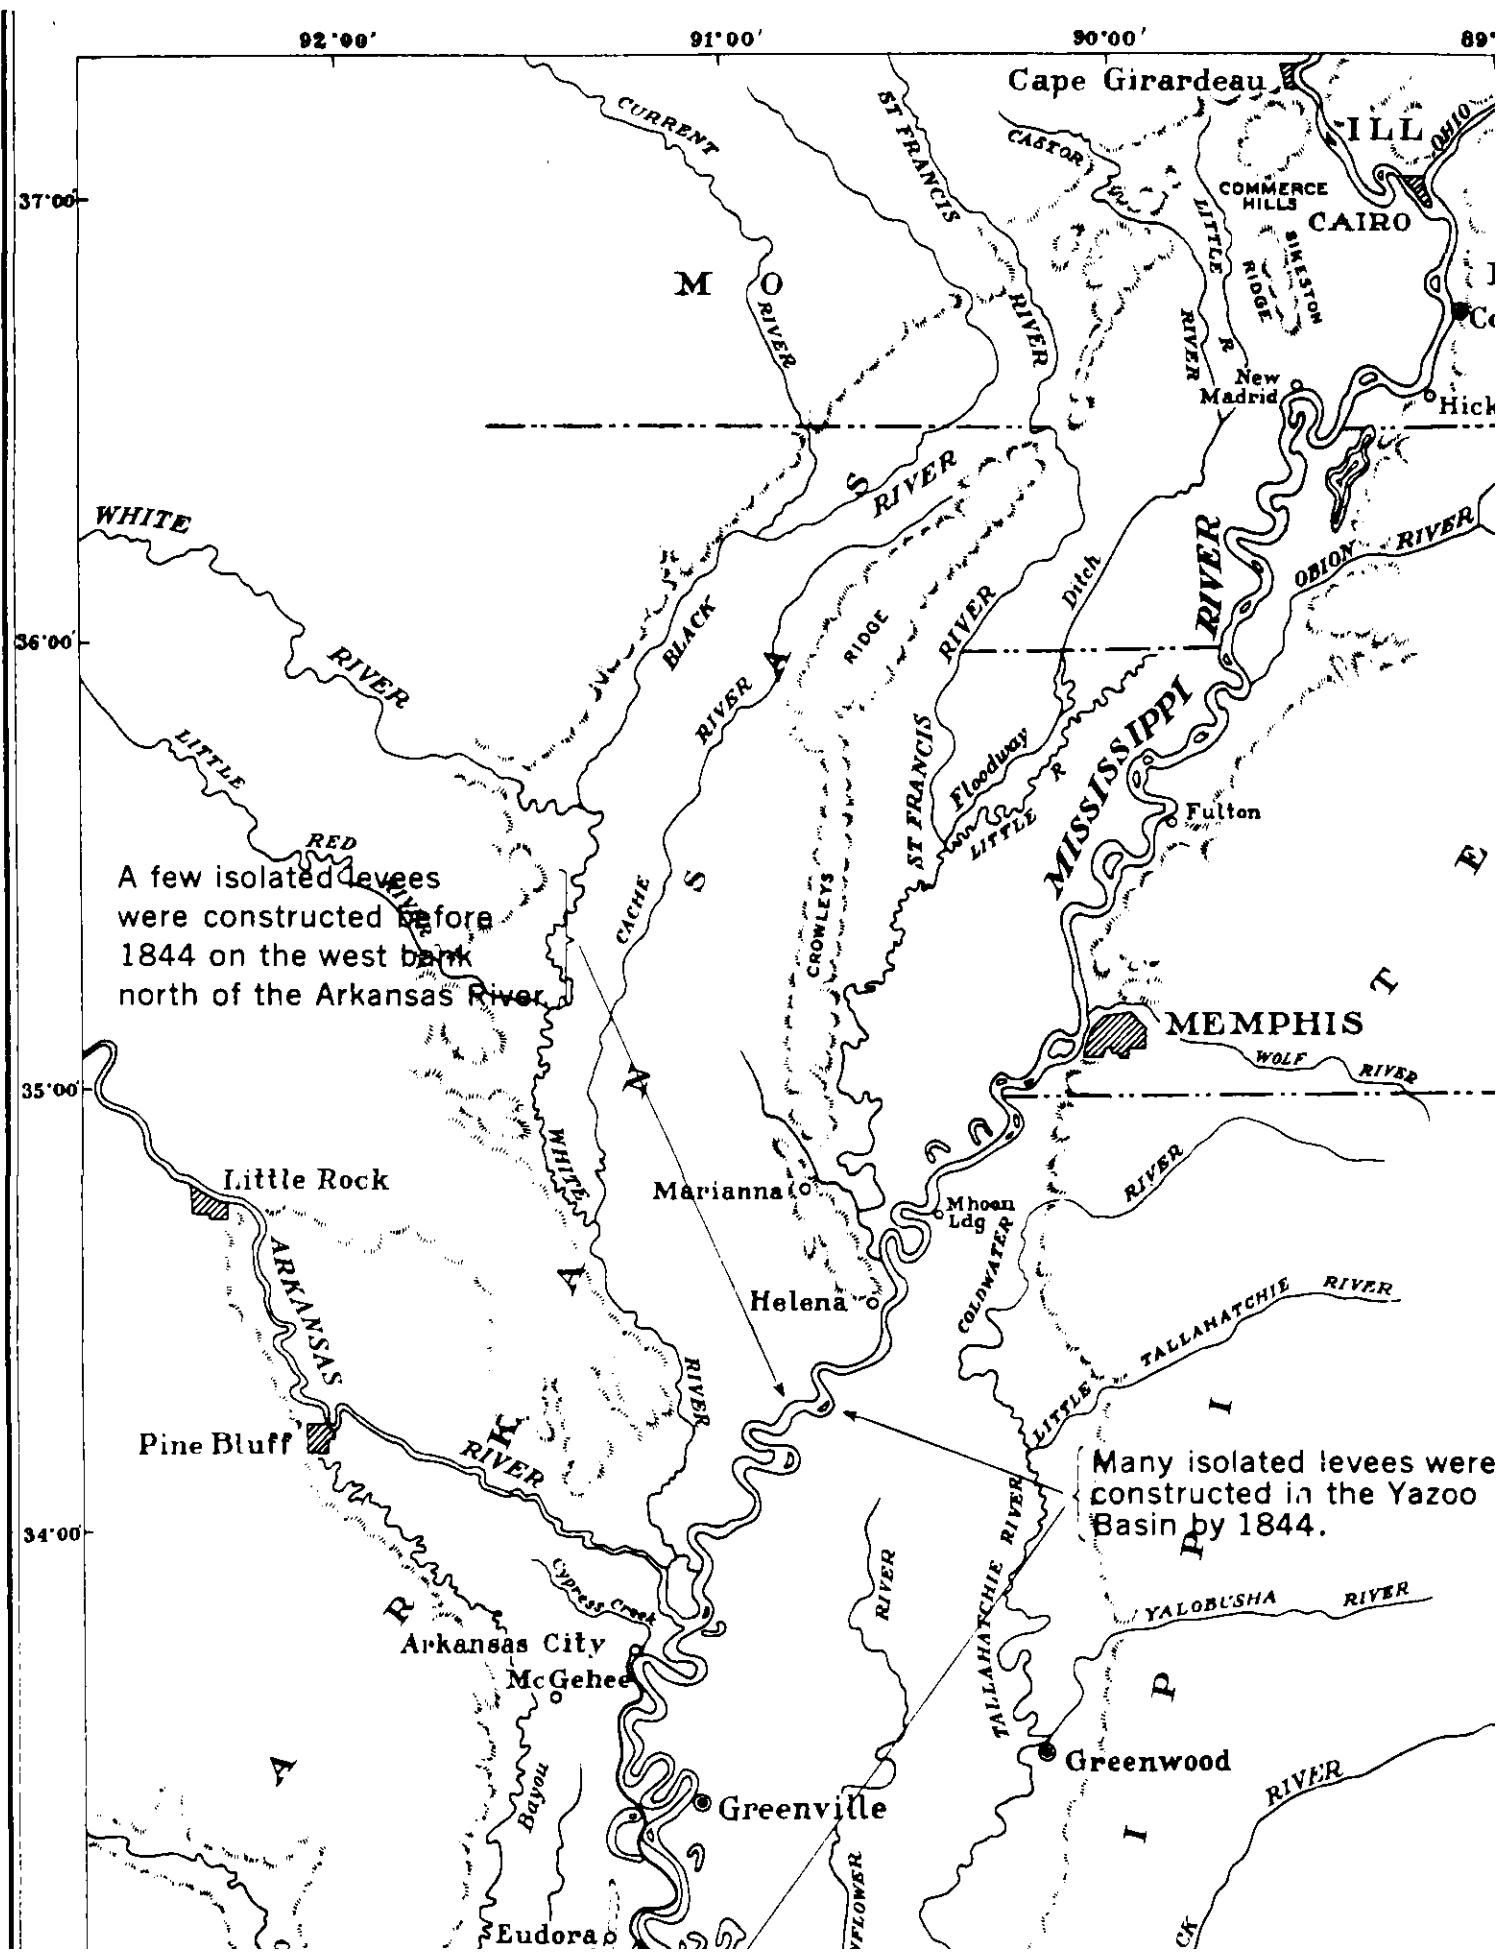 92°00' 91°00' 90°00' 89°
Cape Girardeau
ILL
OHIO
CURRENT
ST FRANCIS
CASTOR
37°00'
COMMERCE
HILLS
CAIRO
LITTLE
R
SIKESTON
RIDGE
M O
RIVER
RIVER
RIVER
Co
New
Madrid
Hick
S
RIVER
WHITE
RIVER
OBION RIVER
Ditch
36°00'
BLACK
RIDGE
RIVER
RIVER
A
RIVER
LITTLE
ST FRANCIS
Floodway
LITTLE R
MISSISSIPPI
Fulton
RED
RIVER
E
A few isolated levees
were constructed before
1844 on the west bank
north of the Arkansas River
CACHE
S
CROWLEYS
T
MEMPHIS
WOLF RIVER
35°00'
N
WHITE
Little Rock
Marianna
Mhoon
Ldg
RIVER
COLDWATER
ARKANSAS
A
Helena
TALLAHATCHIE RIVER
LITTLE
RIVER
I
K
Pine Bluff
RIVER
Many isolated levees were
constructed in the Yazoo
Basin by 1844.
34°00'
P
RIVER
TALLAHATCHIE RIVER
Cypress Creek
R
YALOBUSHA RIVER
Arkansas City
McGehee
P
A
Greenwood
Bayou
Greenville
RIVER
I
NFLOWER
Eudora
CK